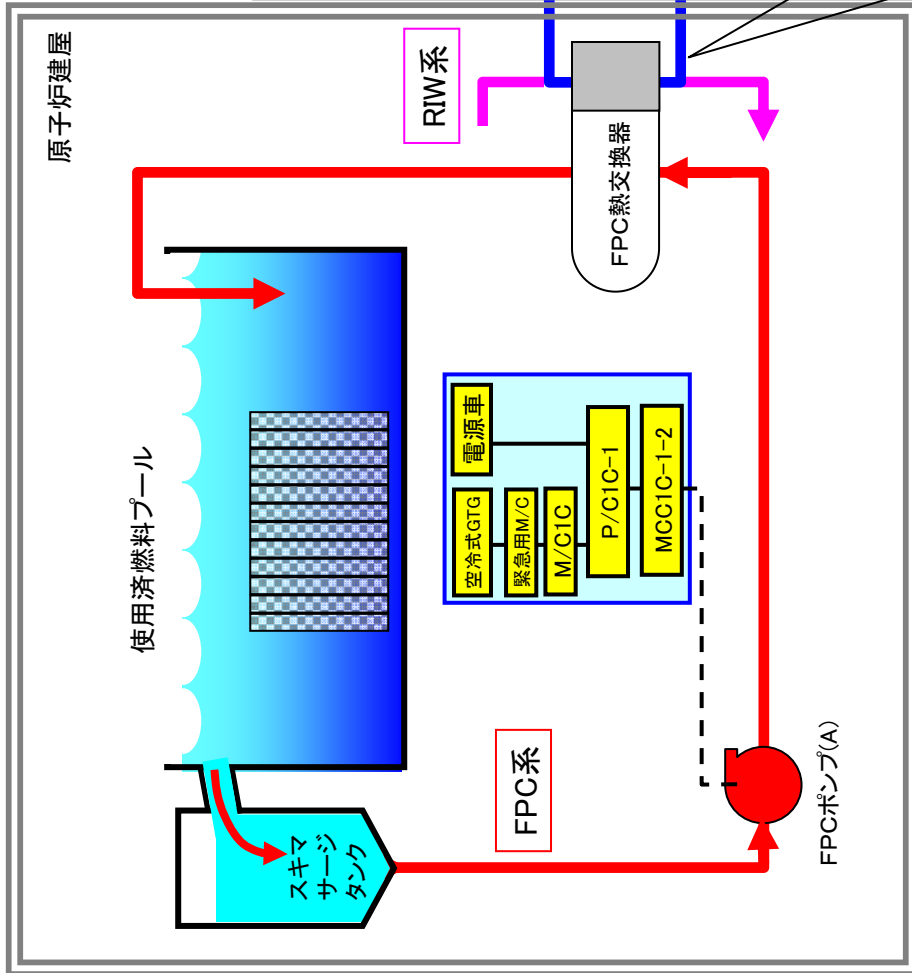 原子炉建屋
使用済燃料プール
RIW系
FPC熱交換器
電源車
空冷式GTG
緊急用M/C
M/C1C
P/C1C-1
MCC1C-1-2
スキマ
サージ
タンク
FPC系
FPCポンプ(A)